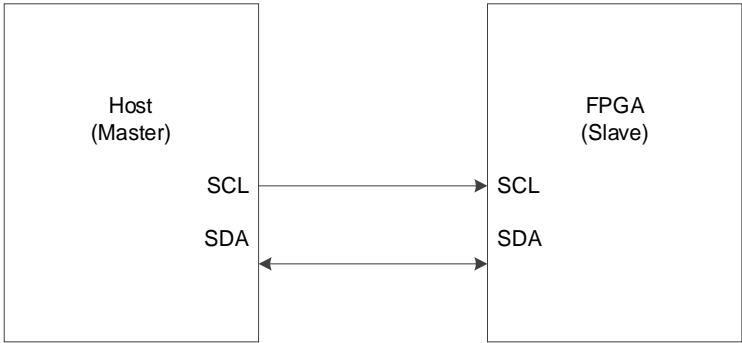 Host
(Master)
FPGA
(Slave)
SCL
SCL
SDA
SDA